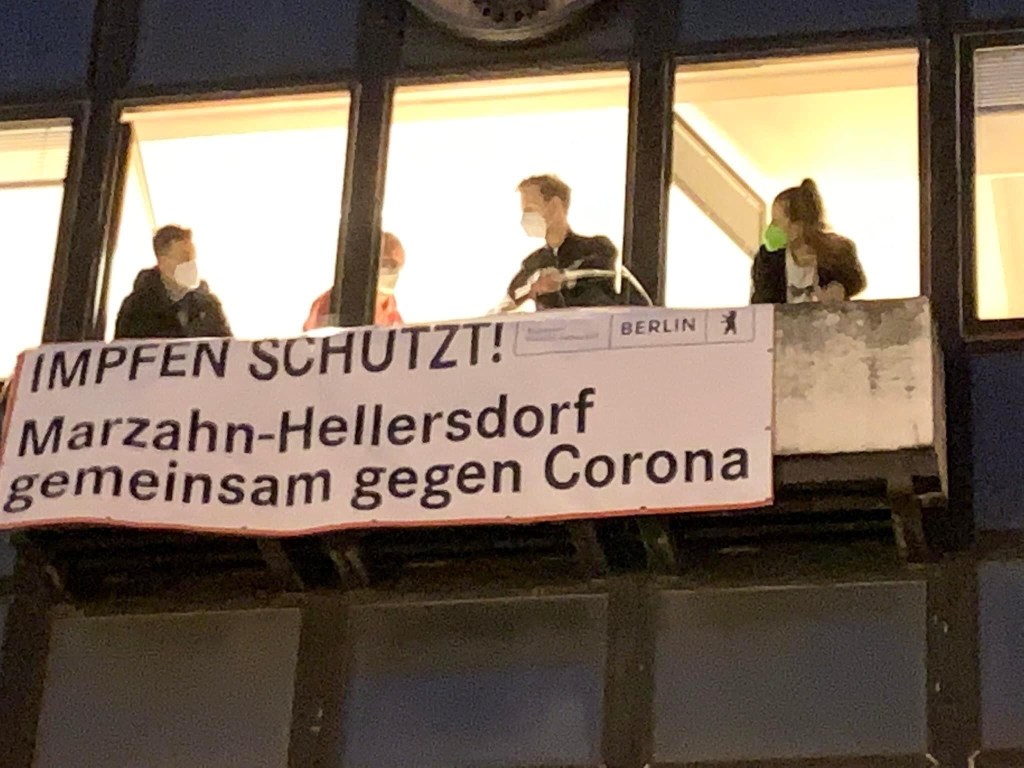 IMPFEN SCHÜTZT!
BERLIN
Marzahn-Hellersdorf
gemeinsam gegen Corona